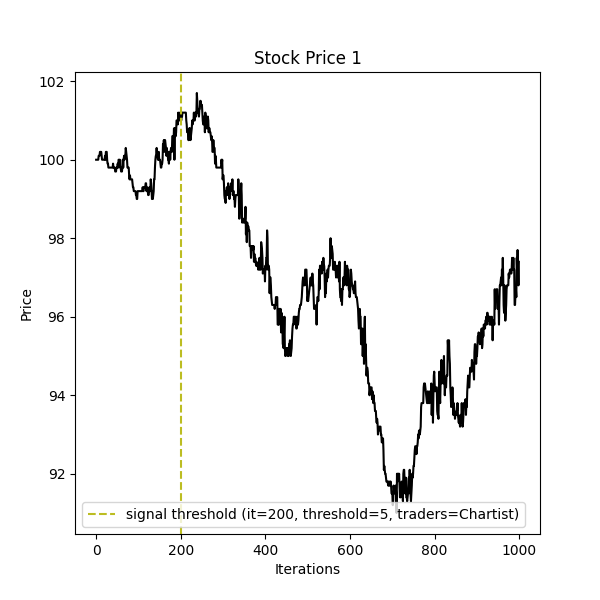 Stock Price 1
102
100
98
96
94
92
Price
signal threshold (it=200, threshold=5, traders=Chartist)
0 200 400 600 800 1000
Iterations